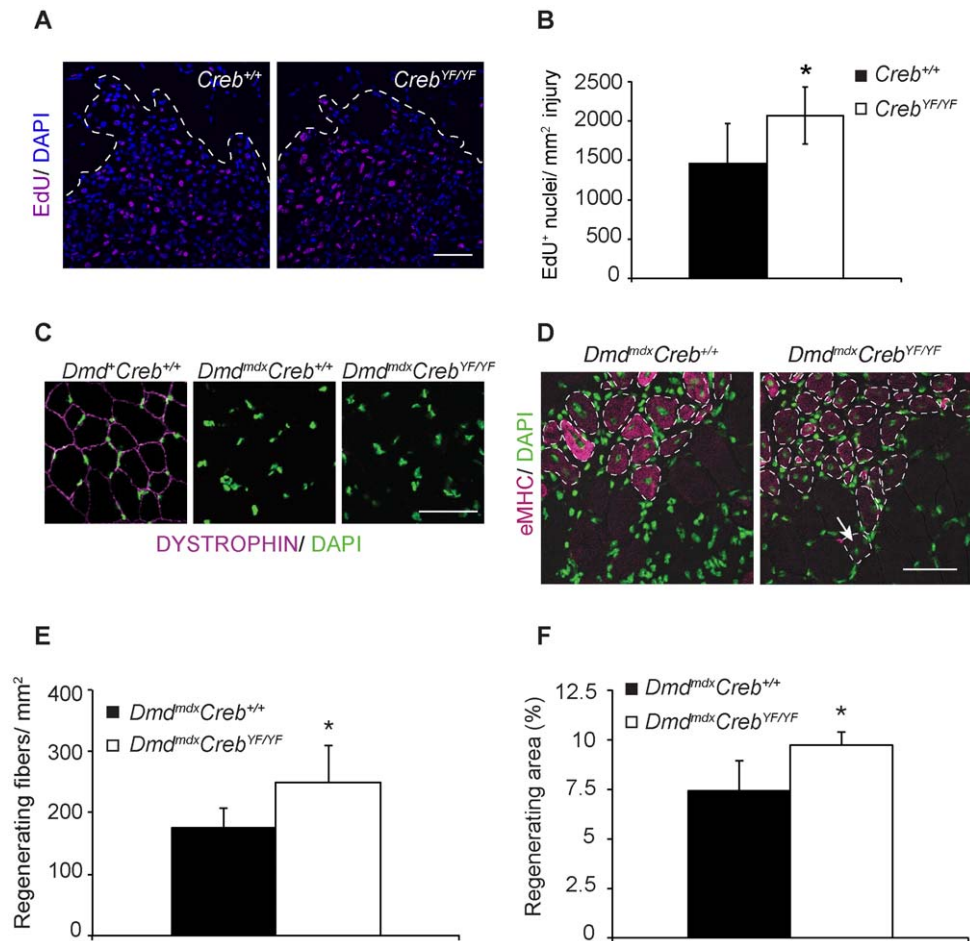 A
Creb+/+
CrebYF/YF
EdU/ DAPI
B
*
Creb+/+
CrebYF/YF
2500
2000
1500
1000
500
0
EdU+ nuclei/ mm2 injury
C
Dmd+Creb+/+
DmdmdxCreb+/+
DmdmdxCrebYF/YF
DYSTROPHIN/ DAPI
D
DmdmdxCreb+/+
DmdmdxCrebYF/YF
eMHC/ DAPI
E
400
300
200
100
0
Regenerating fibers/ mm2
DmdmdxCreb+/+
DmdmdxCrebYF/YF
*
F
12.5
10
7.5
5
2.5
0
Regenerating area (%)
DmdmdxCreb+/+
DmdmdxCrebYF/YF
*